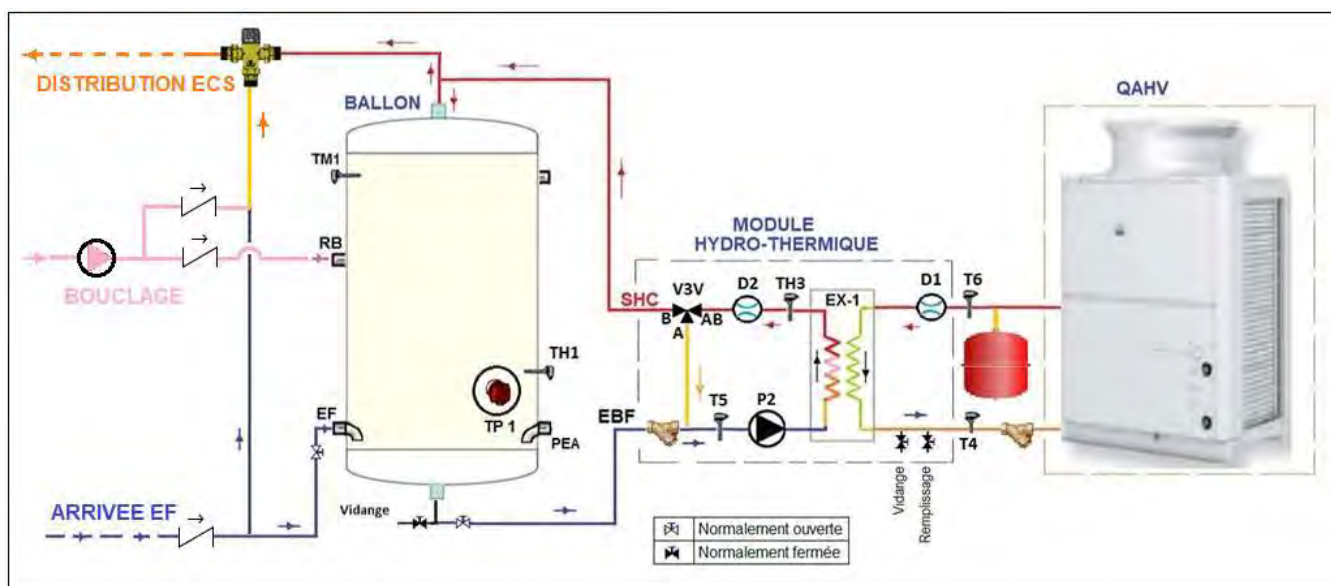 DISTRIBUTION ECS
BALLON
QAHV
TM1
MODULE
HYDRO-THERMIQUE
RB
BOUCLAGE
SHC
V3V
D2
TH3
EX-1
D1
T6
B
AB
A
TH1
EF
TP 1
PEA
EBF
T5
P2
T4
Vidange
Remplissage
ARRIVEE EF
Vidange
Normalement ouverte
Normalement fermée